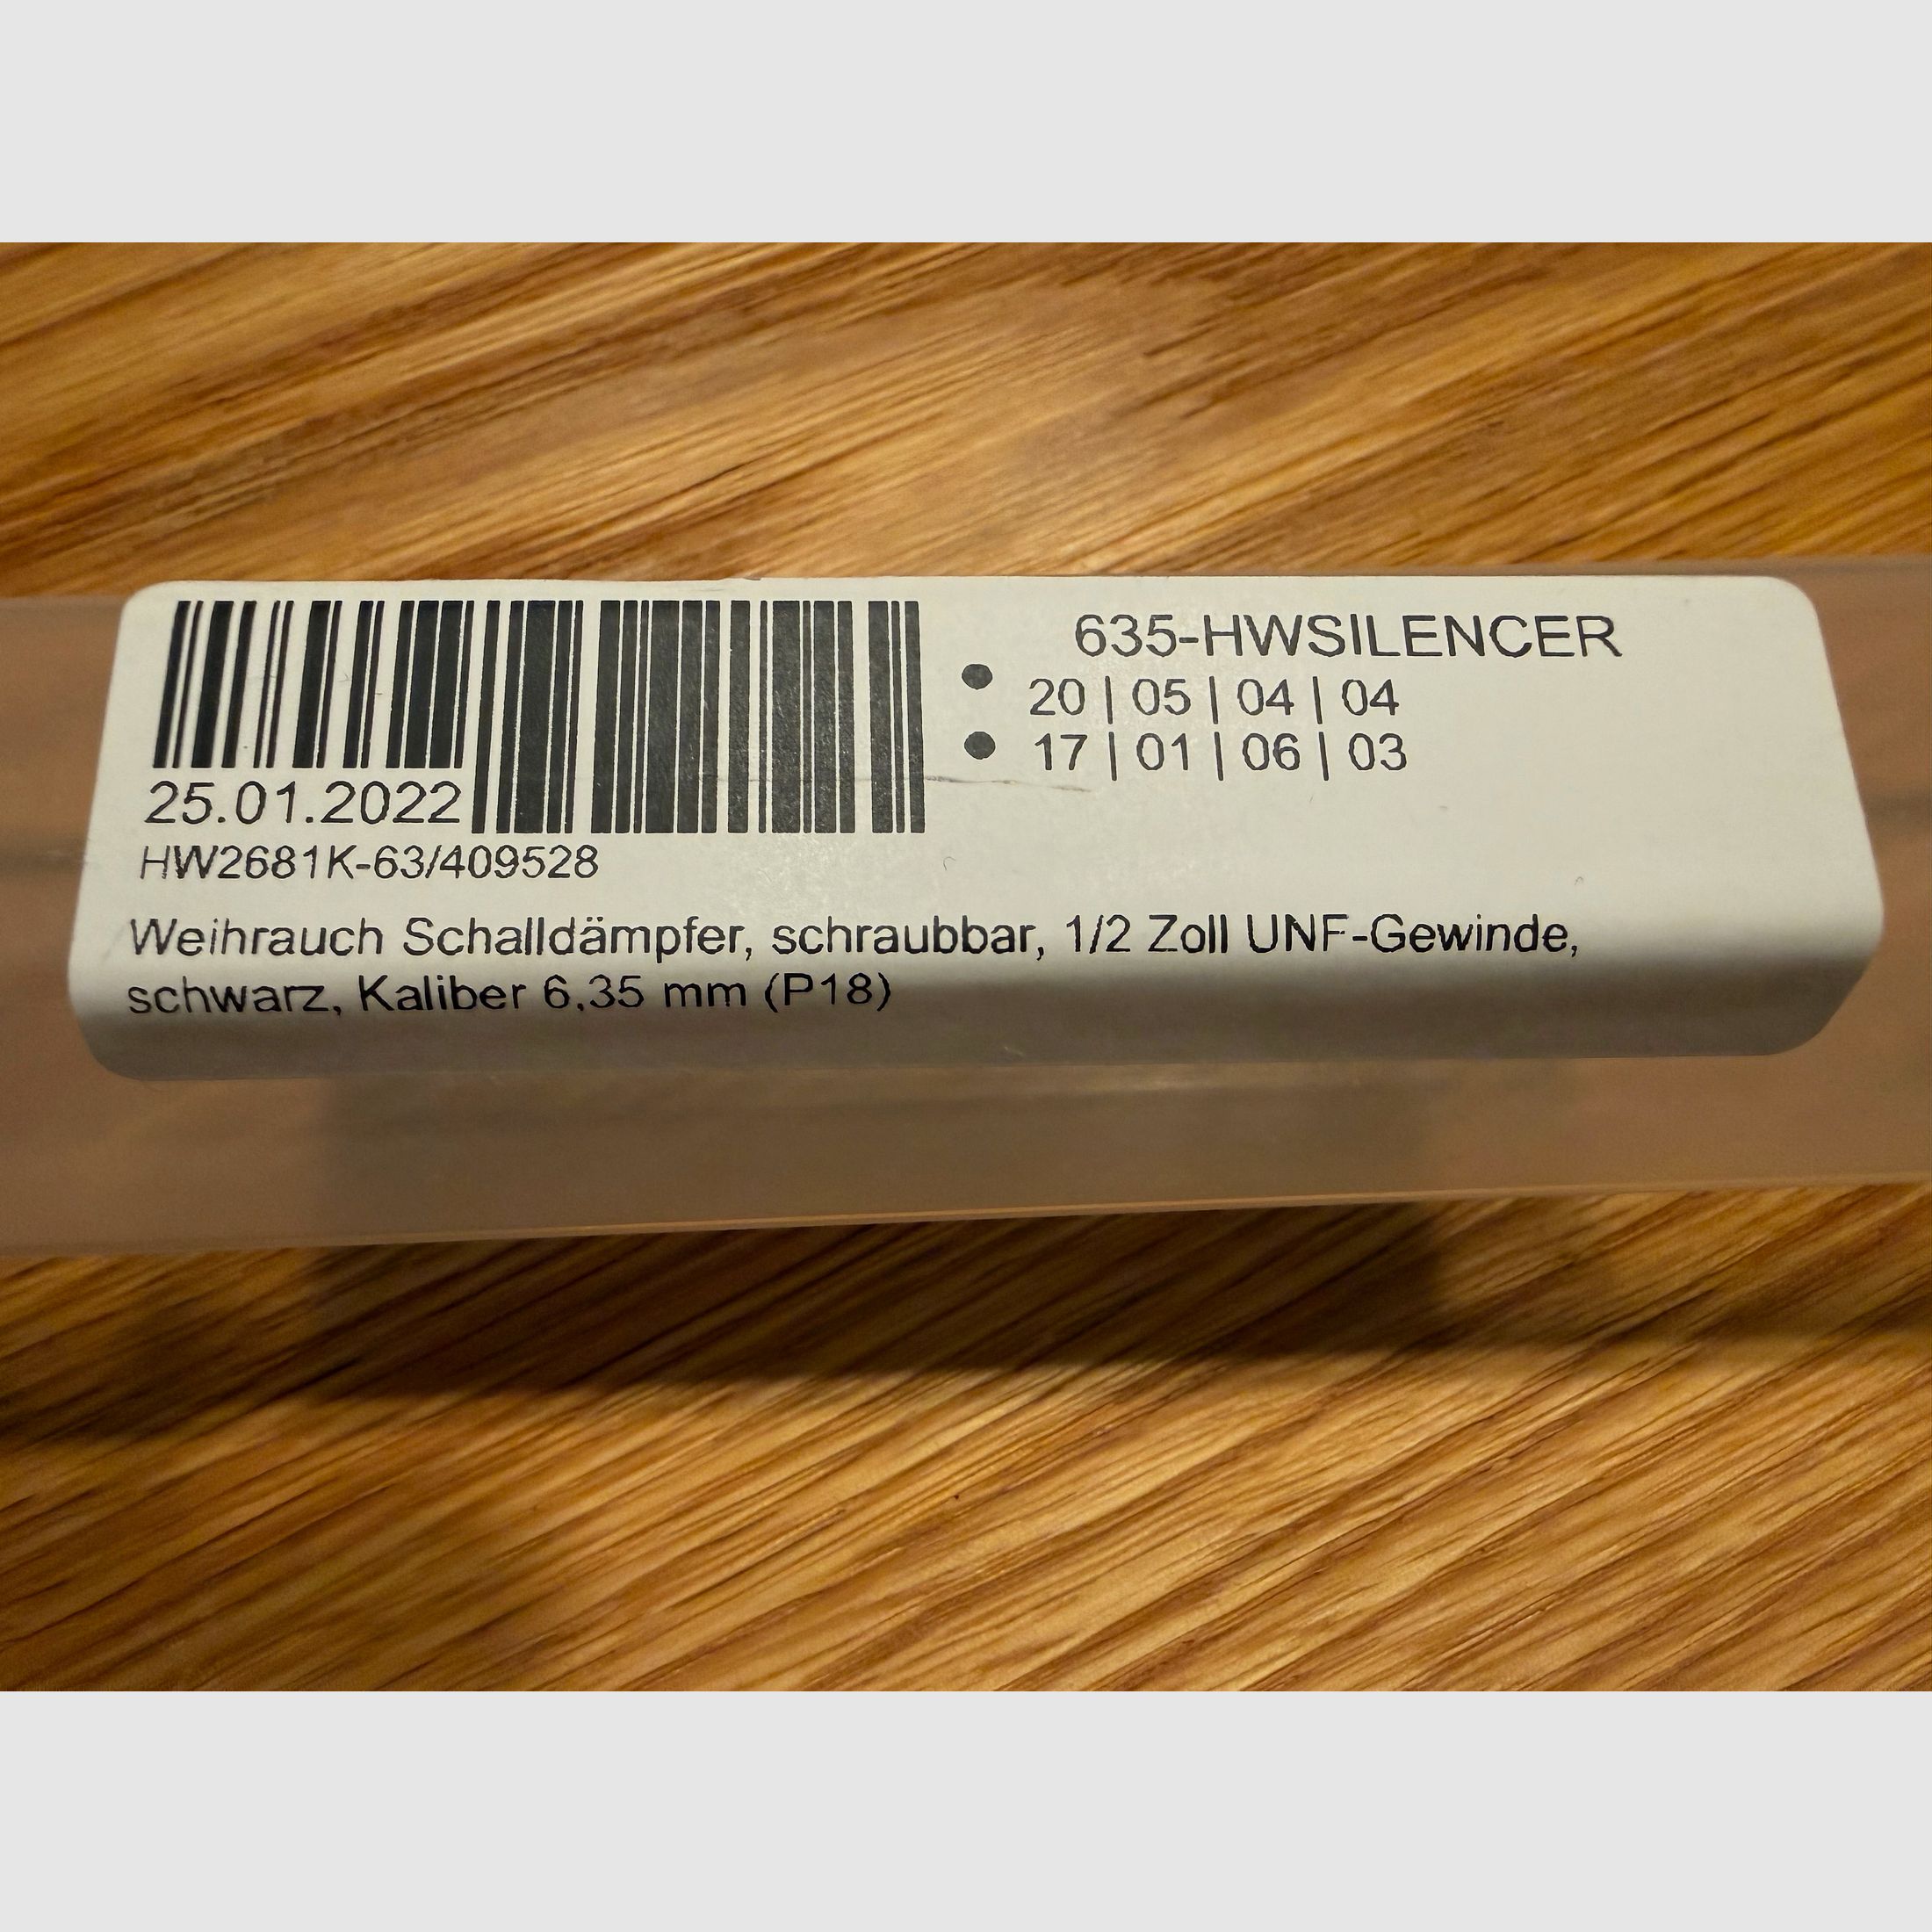 635-HWSILENCER
20 | 05 | 04 | 04
17 | 01 | 06 | 03
25.01.2022
HW2681K-63/409528
Weihrauch Schalldämpfer, schraubbar, 1/2 Zoll UNF-Gewinde,
schwarz, Kaliber 6,35 mm (P18)